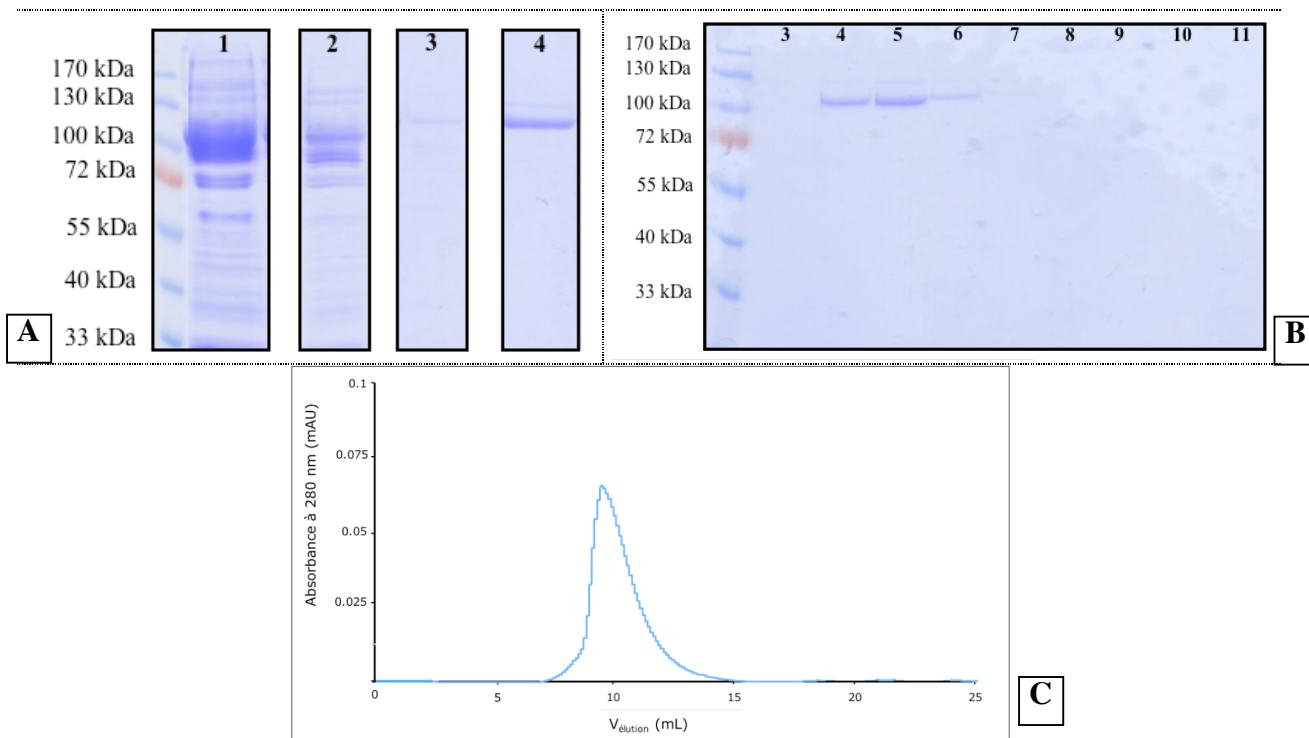 1
2
3
4
170 kDa
130 kDa
100 kDa
72 kDa
55 kDa
40 kDa
33 kDa
A
3
4
5
6
7
8
9
10
11
170 kDa
130 kDa
100 kDa
72 kDa
55 kDa
40 kDa
33 kDa
B
0.1
0.075
0.05
0.025
Absorbance à 280 nm (mAU)
0
5
10
15
20
25
Vélution (mL)
C